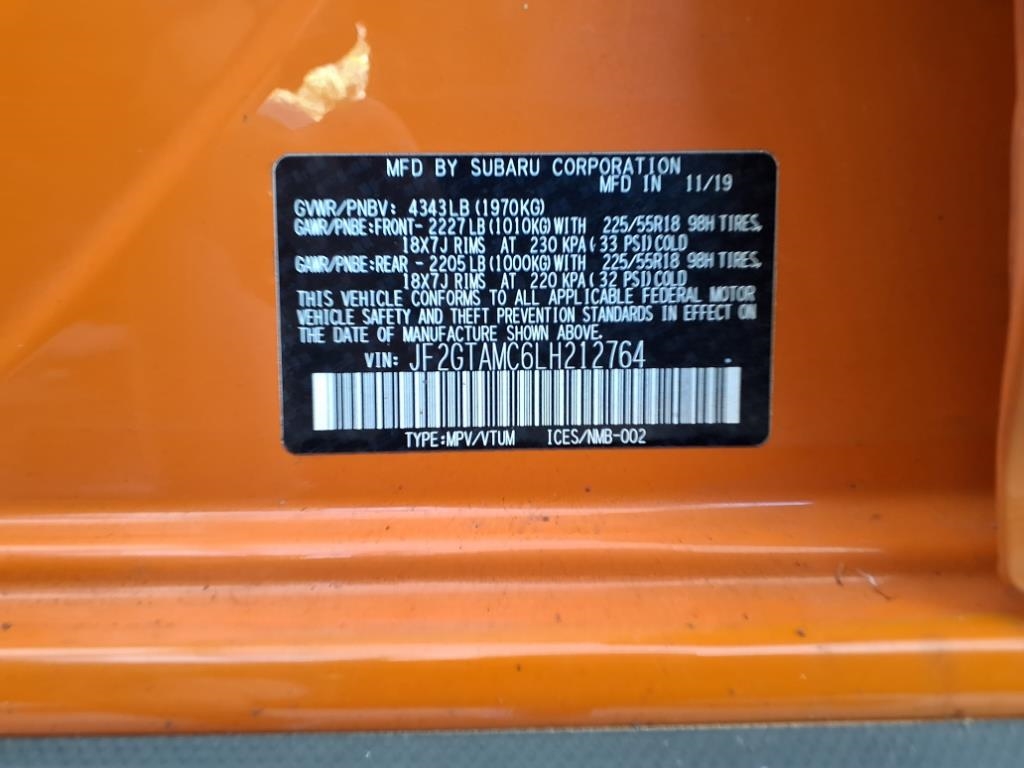 MFD BY SUBARU CORPORATION
MFD IN 11/19
GVWR/PNBV: 4343LB (1970KG)
GAWR/PNBE:FRONT- 2227LB(1010KG)WITH 225/55R18 98H TIRES,
18X7J RIMS AT 230 KPA( 33 PSI)COLD
GAWR/PNBE:REAR - 2205LB(1000KG)WITH 225/55R18 98H TIRES,
18X7J RIMS AT 220 KPA( 32 PSI)COLD
THIS VEHICLE CONFORMS TO ALL APPLICABLE FEDERAL MOTOR
VEHICLE SAFETY AND THEFT PREVENTION STANDARDS IN EFFECT ON
THE DATE OF MANUFACTURE SHOWN ABOVE.
VIN: JF2GTAMC6LH212764 -
TYPE:MPV/VTUM ICES/NMB-002